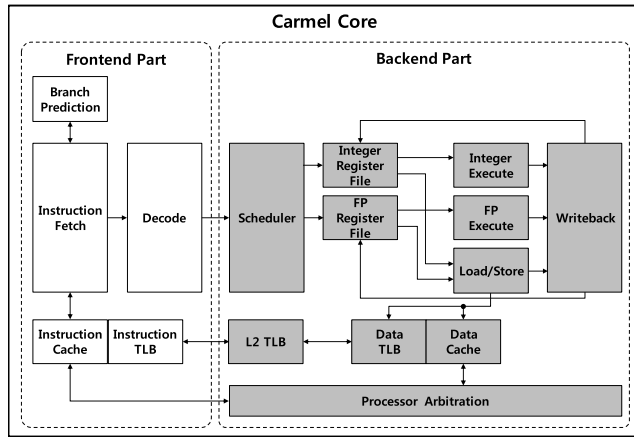 Carmel Core
Frontend Part
Backend Part
Branch
Prediction
Instruction
Fetch
Decode
Scheduler
Integer
Register
File
FP
Register
File
Integer
Execute
FP
Execute
Load/Store
Writeback
Instruction
Cache
Instruction
TLB
L2 TLB
Data
TLB
Data
Cache
Processor Arbitration